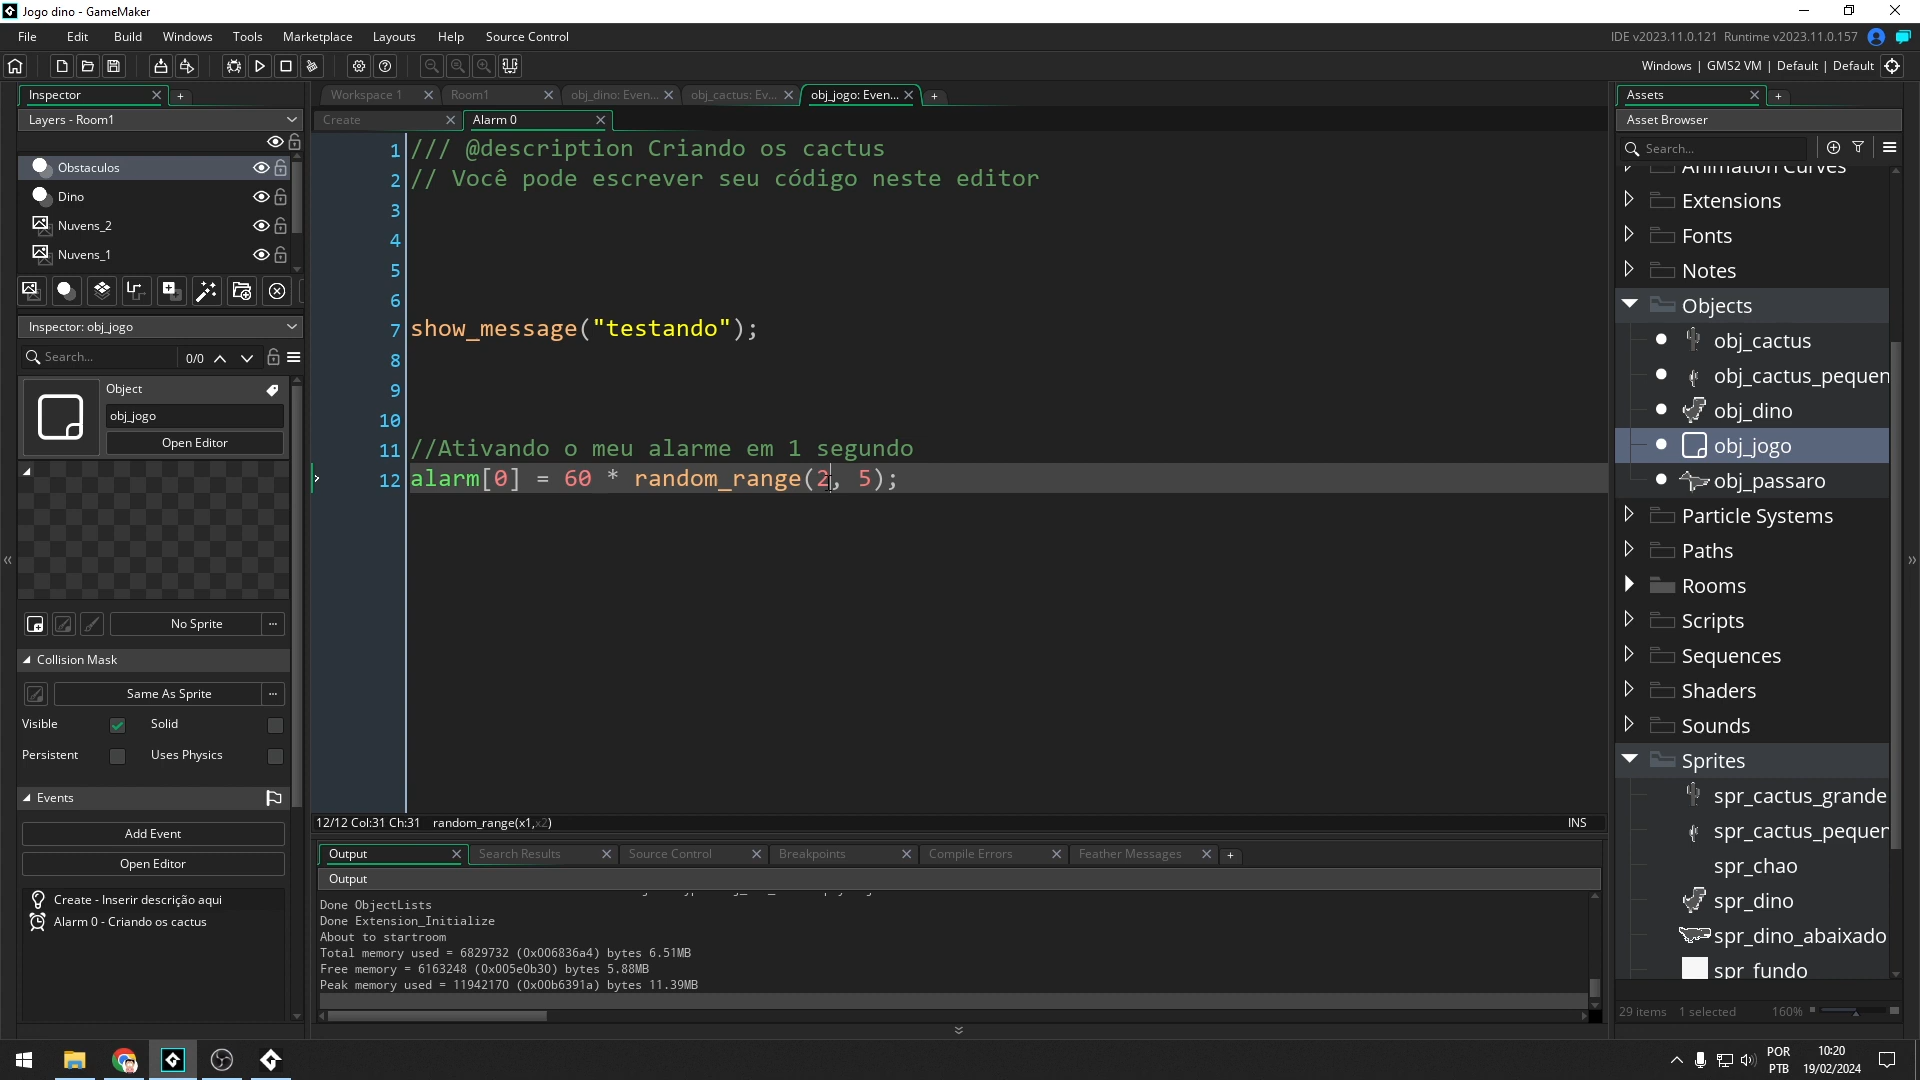 Jogo dino - GameMaker
File Edit Build Windows Tools Marketplace Layouts Help Source Control
IDE v2023.11.0.121 Runtime v2023.11.0.157
Windows | GMS2 VM | Default | Default
Inspector
Layers - Room1
Obstaculos
Dino
Nuvens_2
Nuvens_1
Inspector: obj_jogo
Search... 0/0
Object
obj_jogo
Open Editor
No Sprite ...
Collision Mask
Same As Sprite ...
Visible Solid
Persistent Uses Physics
Events
Add Event
Open Editor
Create - Inserir descrição aqui
Alarm 0 - Criando os cactus
Workspace 1 Room1 obj_dino: Even... obj_cactus: Ev... obj_jogo: Even...
Create Alarm 0
1 /// @description Criando os cactus
2 // Você pode escrever seu código neste editor
3
4
5
6
7 show_message("testando");
8
9
10
11 //Ativando o meu alarme em 1 segundo
12 alarm[0] = 60 * random_range(2, 5);
12/12 Col:31 Ch:31 random_range(x1,x2) INS
Output Search Results Source Control Breakpoints Compile Errors Feather Messages
Output
Done ObjectLists
Done Extension_Initialize
About to startroom
Total memory used = 6829732 (0x006836a4) bytes 6.51MB
Free memory = 6163248 (0x005e0b30) bytes 5.88MB
Peak memory used = 11942170 (0x00b6391a) bytes 11.39MB
Assets
Asset Browser
Search...
Animation Curves
Extensions
Fonts
Notes
Objects
obj_cactus
obj_cactus_pequen
obj_dino
obj_jogo
obj_passaro
Particle Systems
Paths
Rooms
Scripts
Sequences
Shaders
Sounds
Sprites
spr_cactus_grande
spr_cactus_pequen
spr_chao
spr_dino
spr_dino_abaixado
spr_fundo
29 items 1 selected 160%
POR
PTB
10:20
19/02/2024